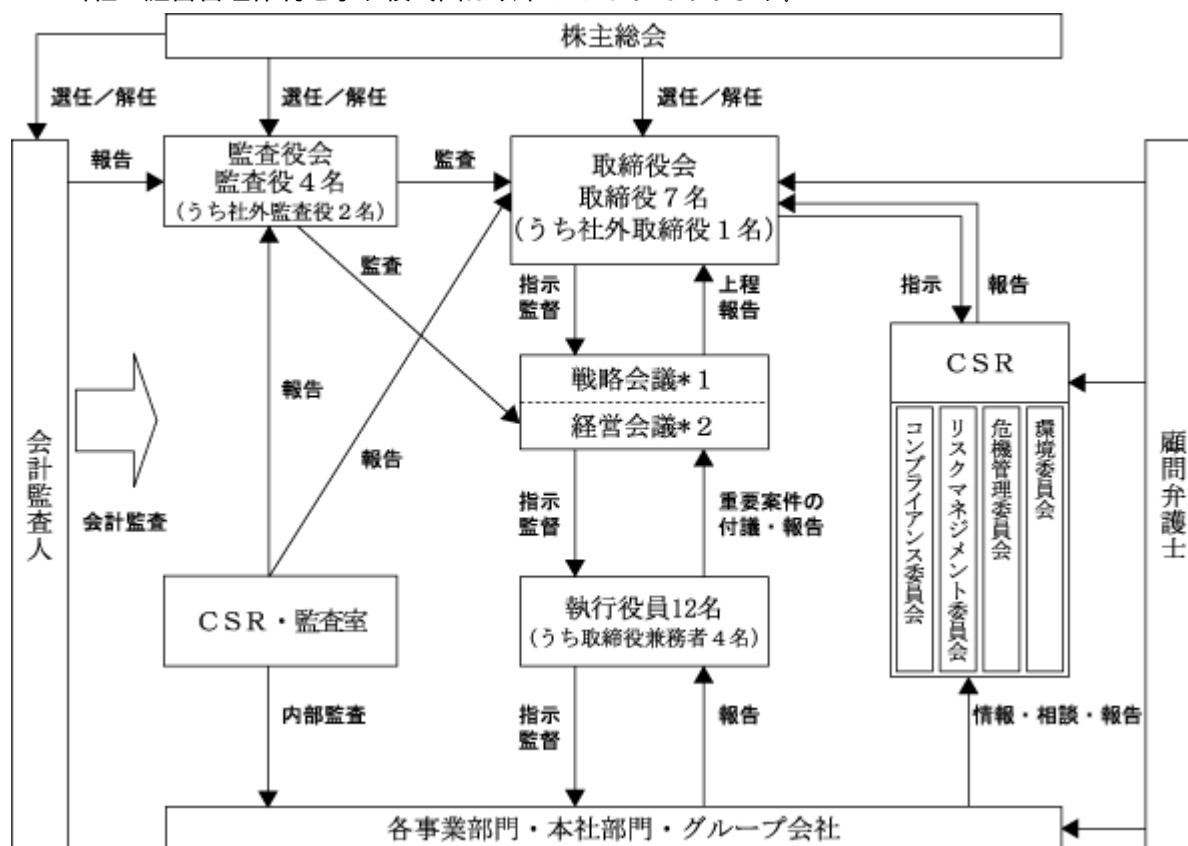 株主総会
選任／解任
選任／解任
選任／解任
会計監査人
報告
監査役会
監査役４名
（うち社外監査役２名）
監査
取締役会
取締役７名
（うち社外取締役１名）
監査
指示
監督
上程
報告
指示
報告
顧問弁護士
報告
報告
戦略会議＊１
経営会議＊２
ＣＳＲ
コンプライアンス委員会
リスクマネジメント委員会
危機管理委員会
環境委員会
会計監査
指示
監督
重要案件の
付議・報告
ＣＳＲ・監査室
執行役員12名
（うち取締役兼務者４名）
内部監査
指示
監督
報告
情報・相談・報告
各事業部門・本社部門・グループ会社